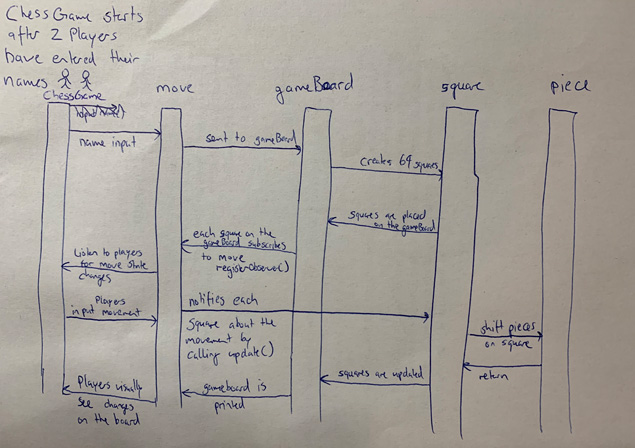 ChessGame starts
after 2 Players
have entered their
names
ChessGame
move
gameBoard
square
piece
name input
sent to gameBoard
creates 64 squares
squares are placed
on the gameBoard
each square on the
gameBoard subscribes
to move
registerObserver()
Listen to players
for move state
changes
Players
input movement
notifies each
square about the
movement by
calling update()
shift pieces
on square
return
squares are updated
gameboard is
printed
Players visually
see changes
on the board